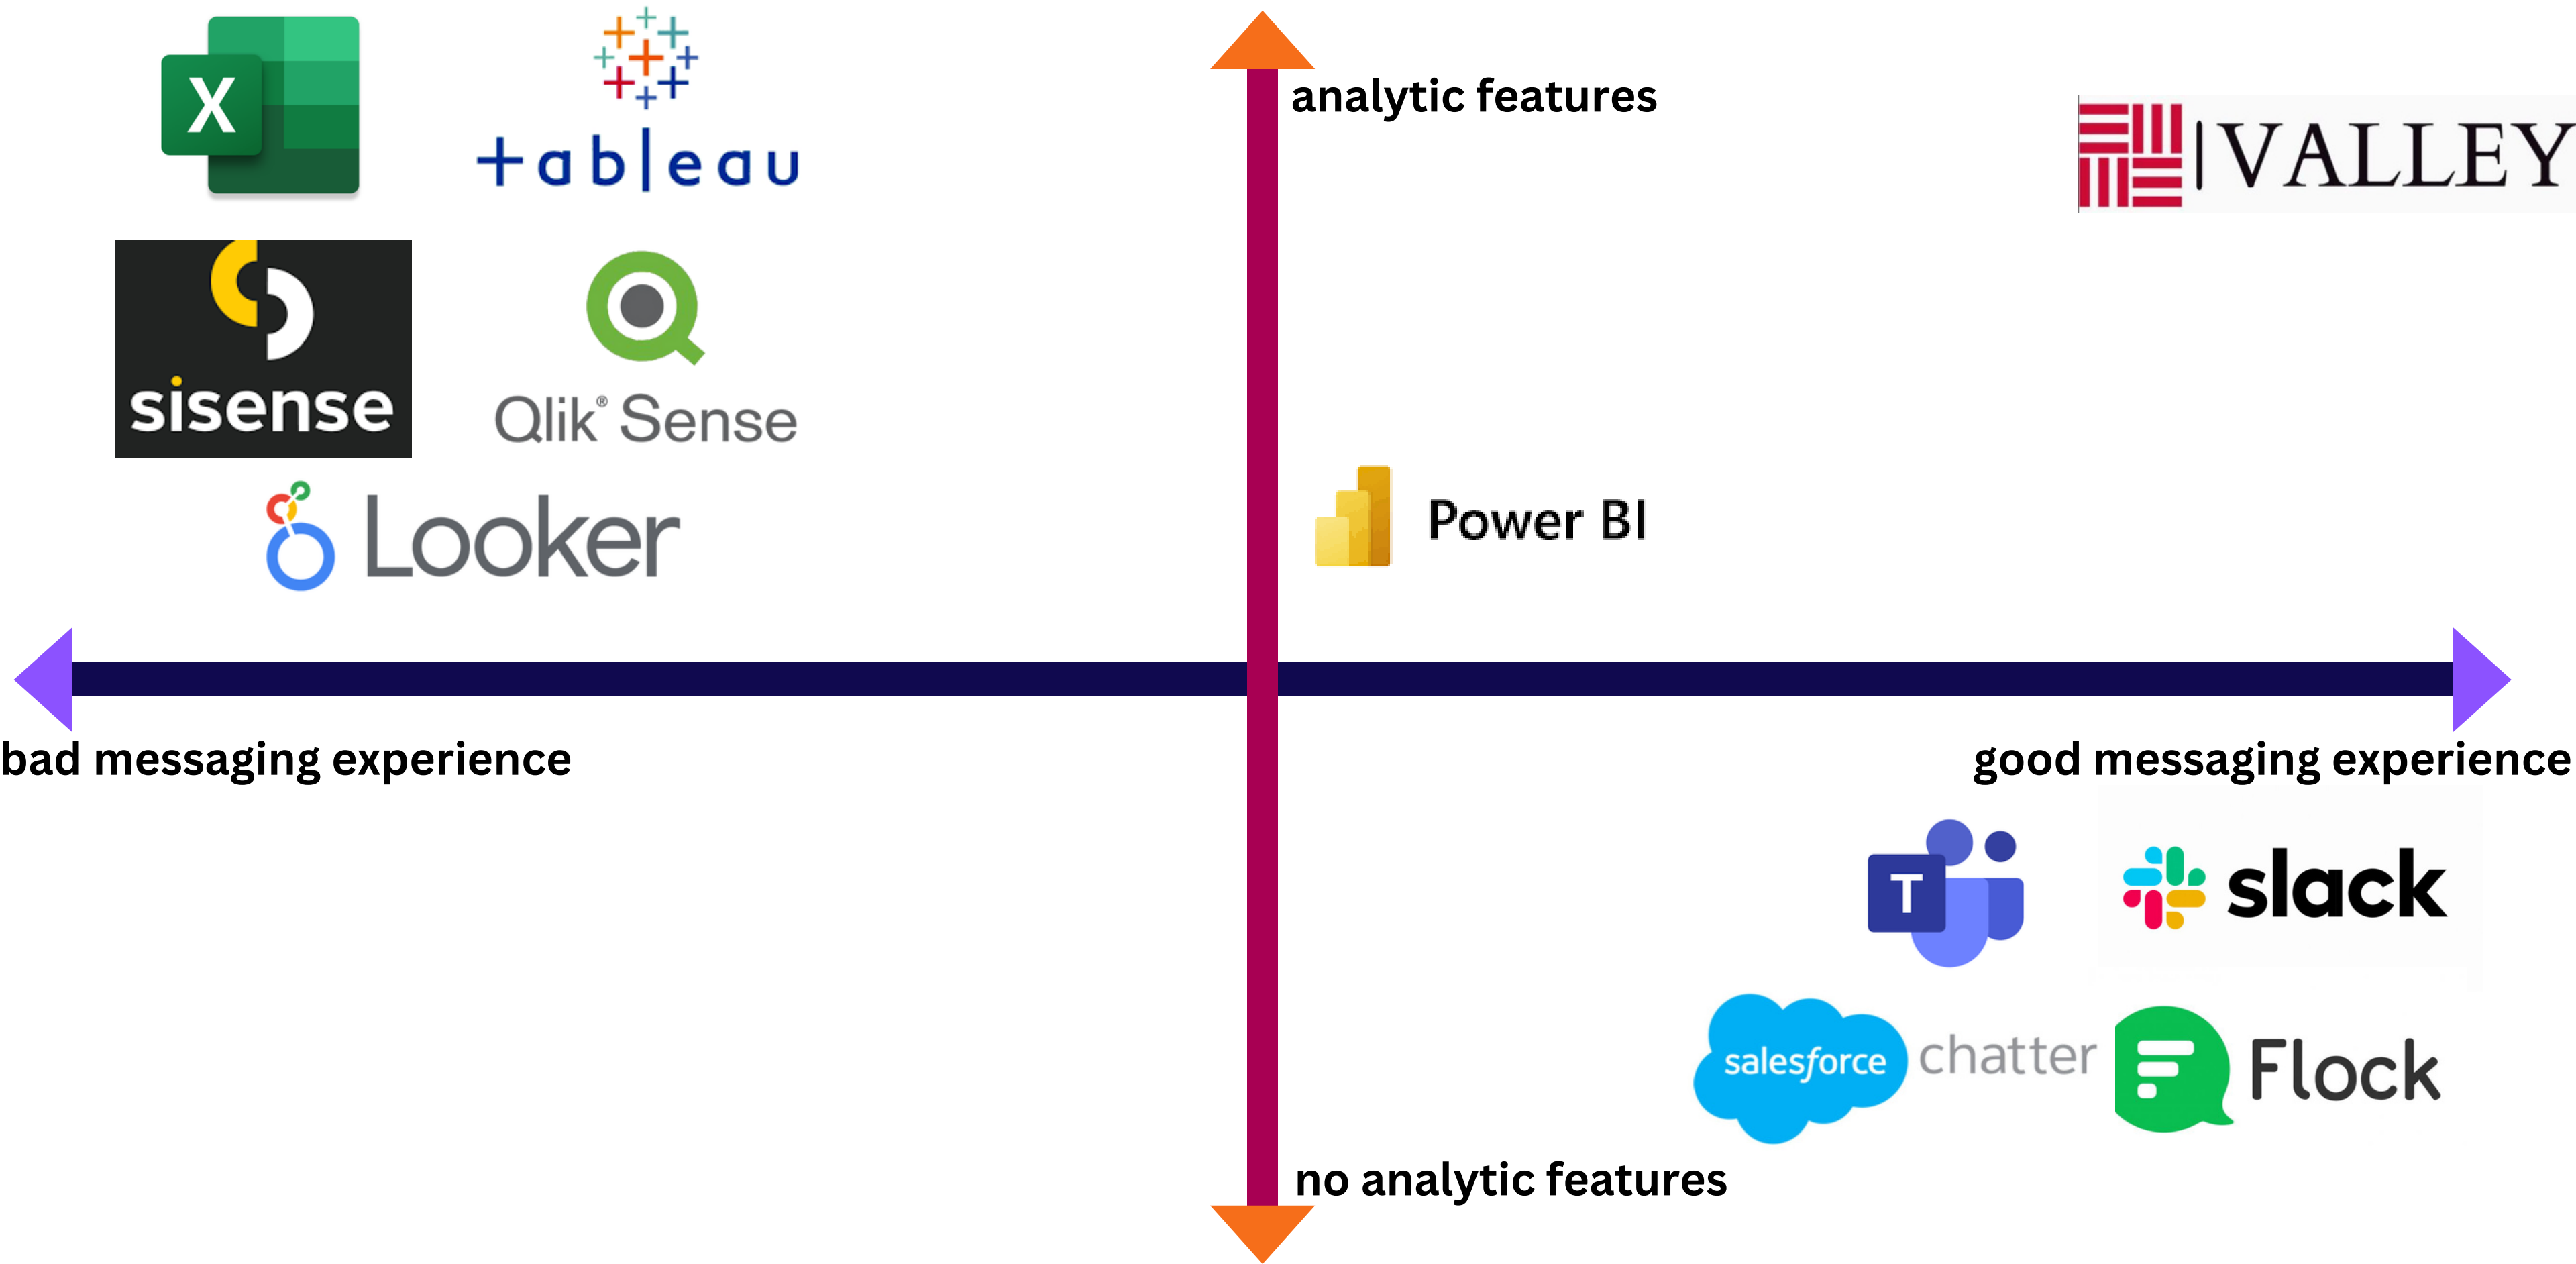 X
+ableau
analytic features
VALLEY
sisense
Qlik® Sense
Looker
Power BI
bad messaging experience
good messaging experience
T
slack
salesforce chatter
Flock
no analytic features